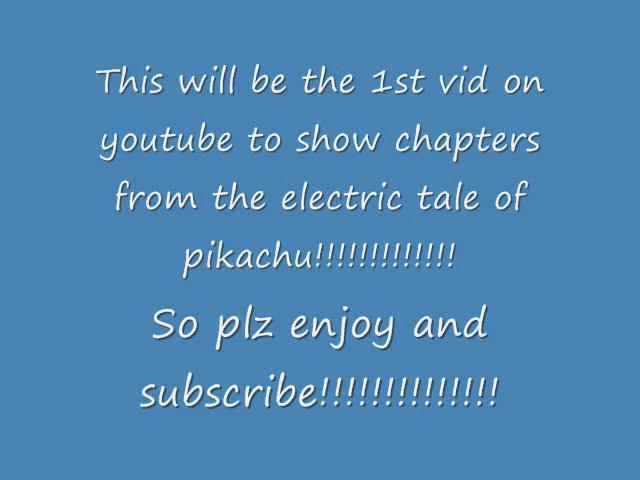 This will be the 1st vid on
youtube to show chapters
from the electric tale of
pikachu!!!!!!!!!!!!!
So plz enjoy and
subscribe!!!!!!!!!!!!!!